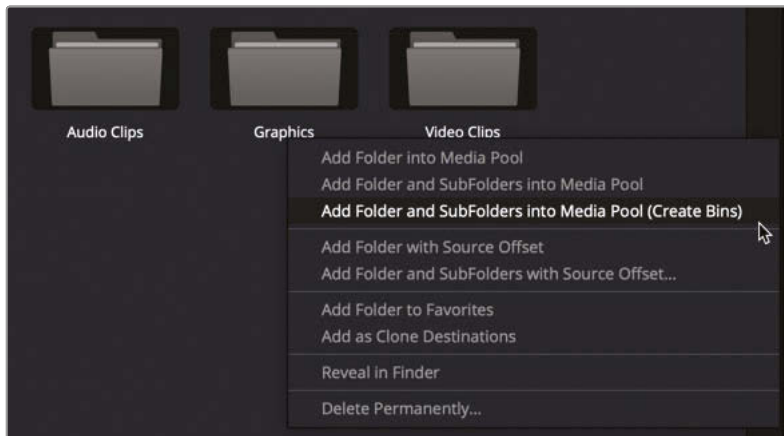 Audio Clips
Graphics
Video Clips
Add Folder into Media Pool
Add Folder and SubFolders into Media Pool
Add Folder and SubFolders into Media Pool (Create Bins)
Add Folder with Source Offset
Add Folder and SubFolders with Source Offset...
Add Folder to Favorites
Add as Clone Destinations
Reveal in Finder
Delete Permanently...